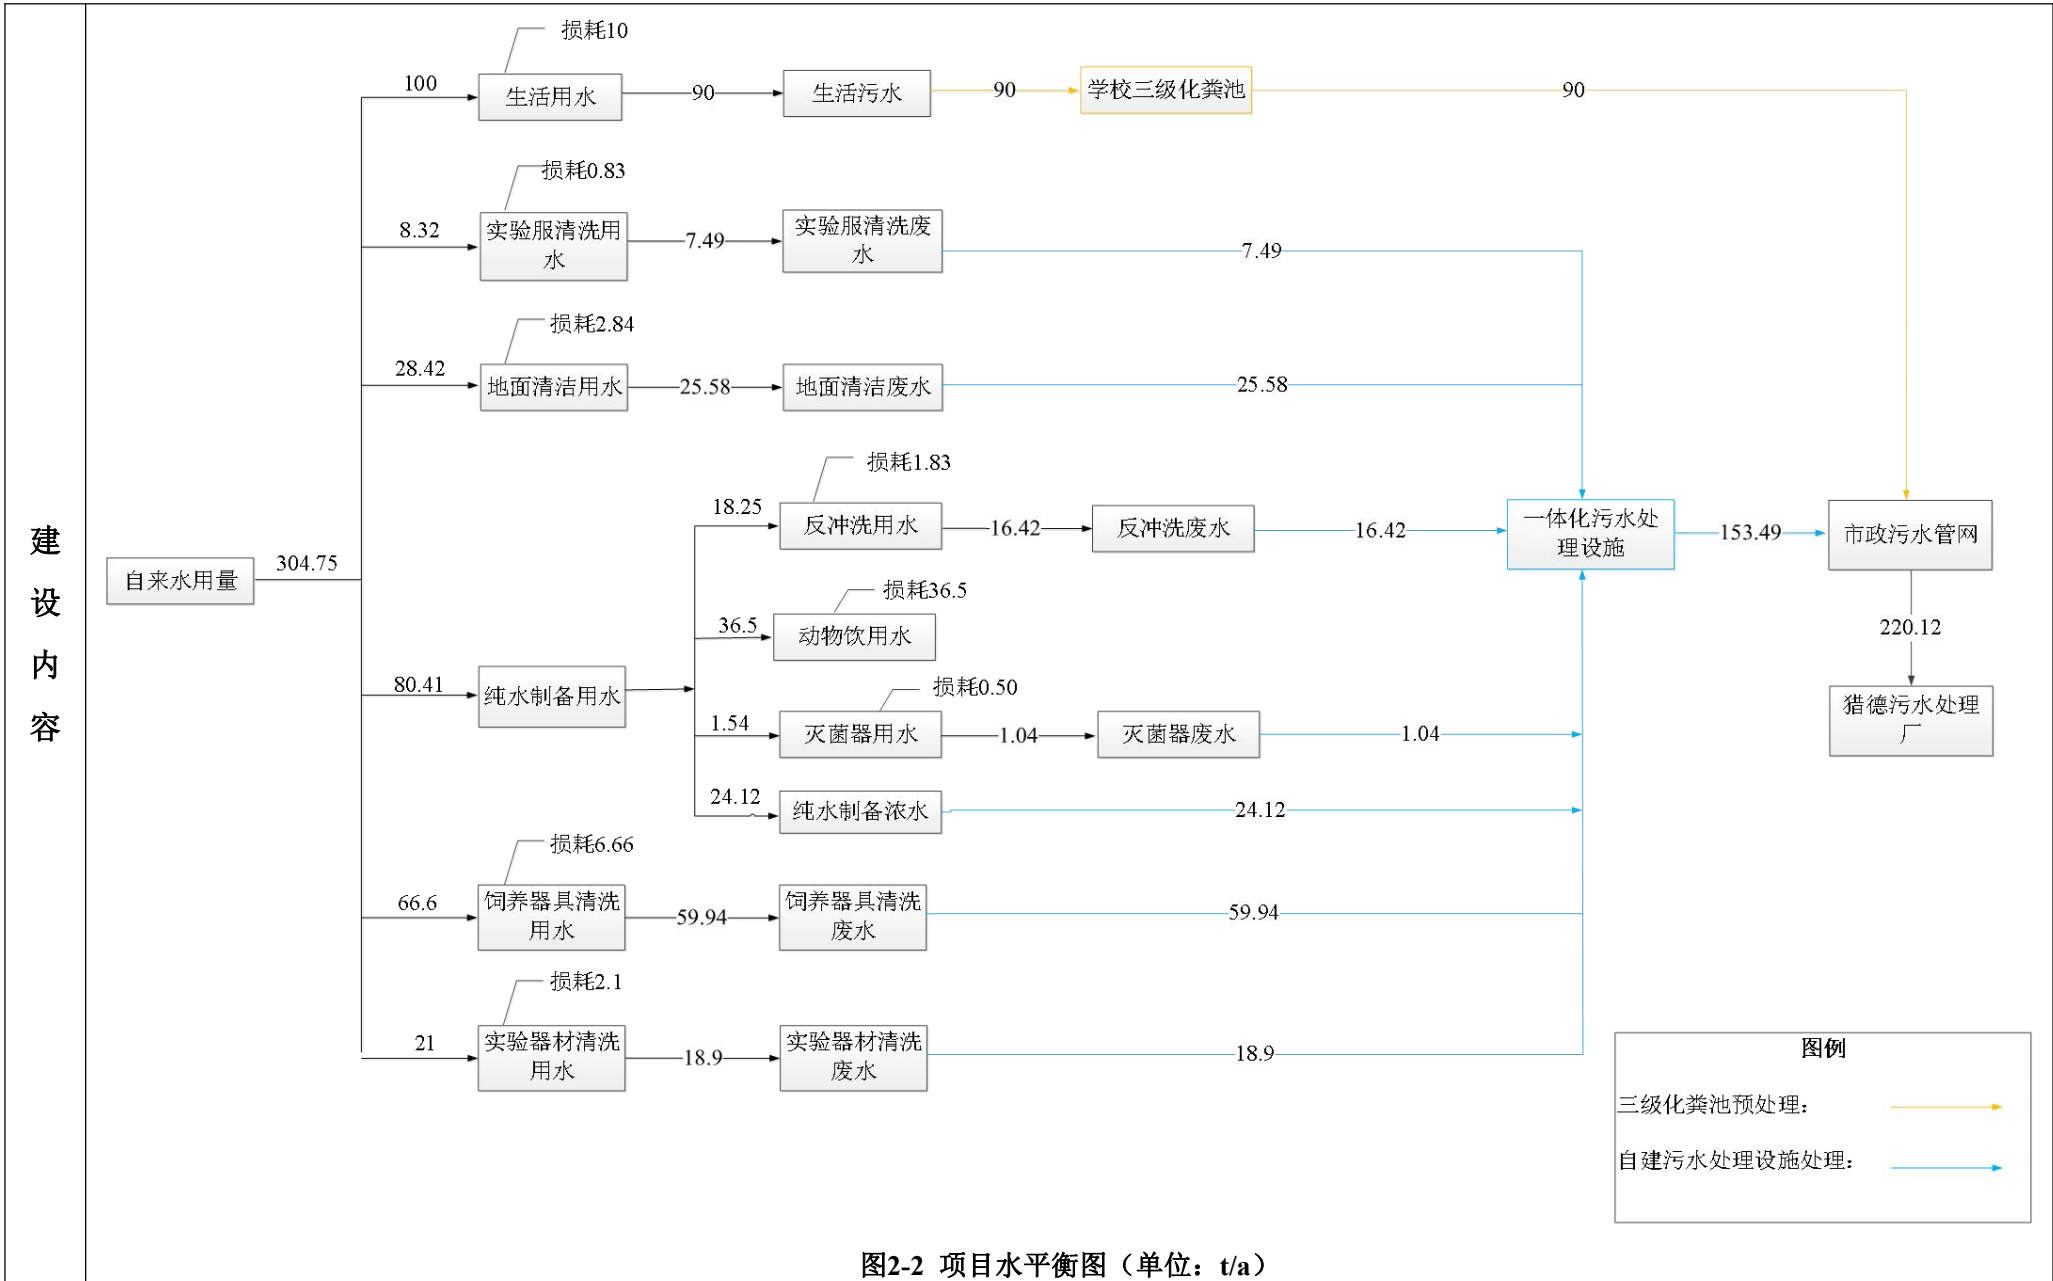 建
设
内
容
损耗10
100
生活用水
90
生活污水
90
学校三级化粪池
90
损耗0.83
8.32
实验服清洗用
水
7.49
实验服清洗废
水
7.49
损耗2.84
28.42
地面清洁用水
25.58
地面清洁废水
25.58
自来水用量
304.75
80.41
纯水制备用水
损耗1.83
18.25
反冲洗用水
16.42
反冲洗废水
16.42
损耗36.5
36.5
动物饮用水
损耗0.50
1.54
灭菌器用水
1.04
灭菌器废水
1.04
24.12
纯水制备浓水
24.12
损耗6.66
66.6
饲养器具清洗
用水
59.94
饲养器具清洗
废水
59.94
损耗2.1
21
实验器材清洗
用水
18.9
实验器材清洗
废水
18.9
一体化污水处
理设施
153.49
市政污水管网
220.12
猎德污水处理
厂
图例
三级化粪池预处理：
自建污水处理设施处理：
图2-2 项目水平衡图（单位：t/a）